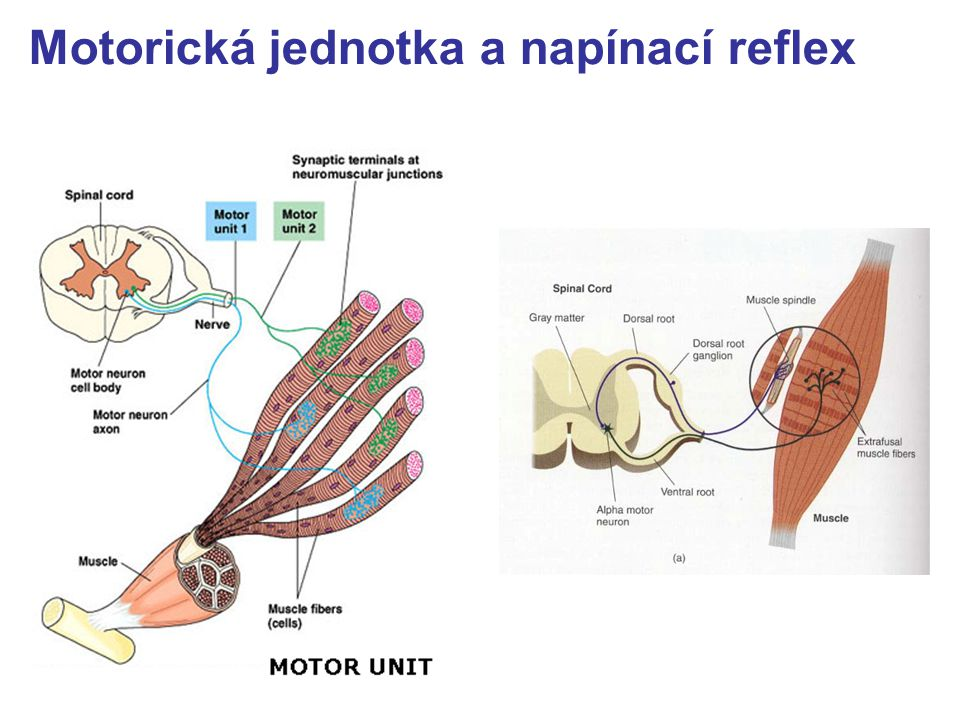 Motorická jednotka a napínací reflex
Synaptic terminals at
neuromuscular junctions
Spinal cord
Motor
unit 1
Motor
unit 2
Nerve
Motor neuron
cell body
Motor neuron
axon
Muscle
Muscle fibers
(cells)
MOTOR UNIT
Spinal Cord
Gray matter
Dorsal root
Muscle spindle
Dorsal root
ganglion
Extrafusal
muscle fibers
Ventral root
Alpha motor
neuron
Muscle
(a)